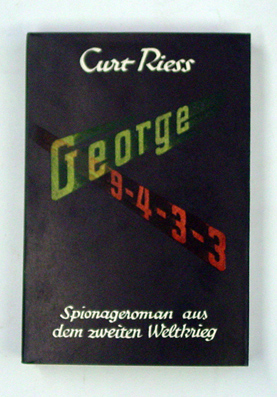 Curt Riess
George
9-4-3-3
Spionageroman aus
dem zweiten Weltkrieg